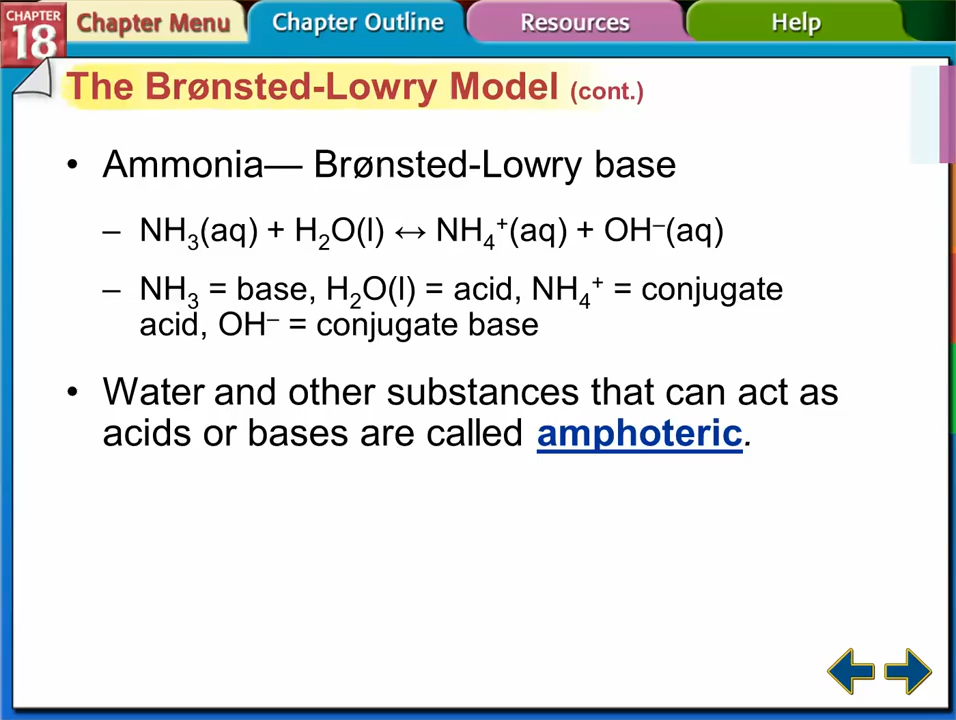 CHAPTER
18
Chapter Menu
Chapter Outline
Resources
Help
The Brønsted-Lowry Model (cont.)
• Ammonia— Brønsted-Lowry base
– NH₃(aq) + H₂O(l) ↔ NH₄⁺(aq) + OH⁻(aq)
– NH₃ = base, H₂O(l) = acid, NH₄⁺ = conjugate
acid, OH⁻ = conjugate base
• Water and other substances that can act as
acids or bases are called amphoteric.